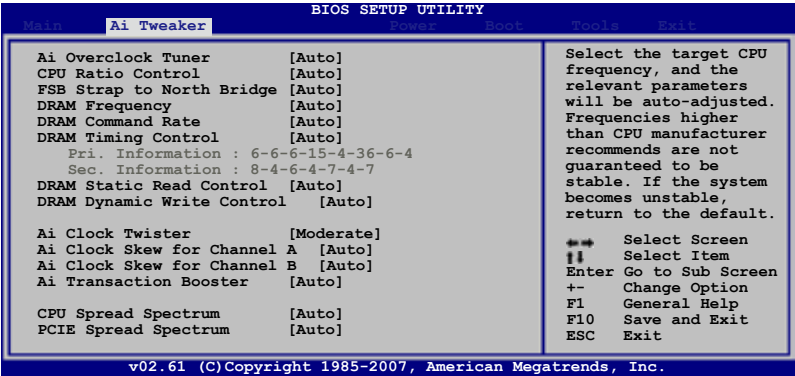 BIOS SETUP UTILITY
Main Ai Tweaker Power Boot Tools Exit
Ai Overclock Tuner [Auto]
CPU Ratio Control [Auto]
FSB Strap to North Bridge [Auto]
DRAM Frequency [Auto]
DRAM Command Rate [Auto]
DRAM Timing Control [Auto]
Pri. Information : 6-6-6-15-4-36-6-4
Sec. Information : 8-4-6-4-7-4-7
DRAM Static Read Control [Auto]
DRAM Dynamic Write Control [Auto]
Ai Clock Twister [Moderate]
Ai Clock Skew for Channel A [Auto]
Ai Clock Skew for Channel B [Auto]
Ai Transaction Booster [Auto]
CPU Spread Spectrum [Auto]
PCIE Spread Spectrum [Auto]
Select the target CPU
frequency, and the
relevant parameters
will be auto-adjusted.
Frequencies higher
than CPU manufacturer
recommends are not
guaranteed to be
stable. If the system
becomes unstable,
return to the default.
←→ Select Screen
↑↓ Select Item
Enter Go to Sub Screen
+- Change Option
F1 General Help
F10 Save and Exit
ESC Exit
v02.61 (C)Copyright 1985-2007, American Megatrends, Inc.